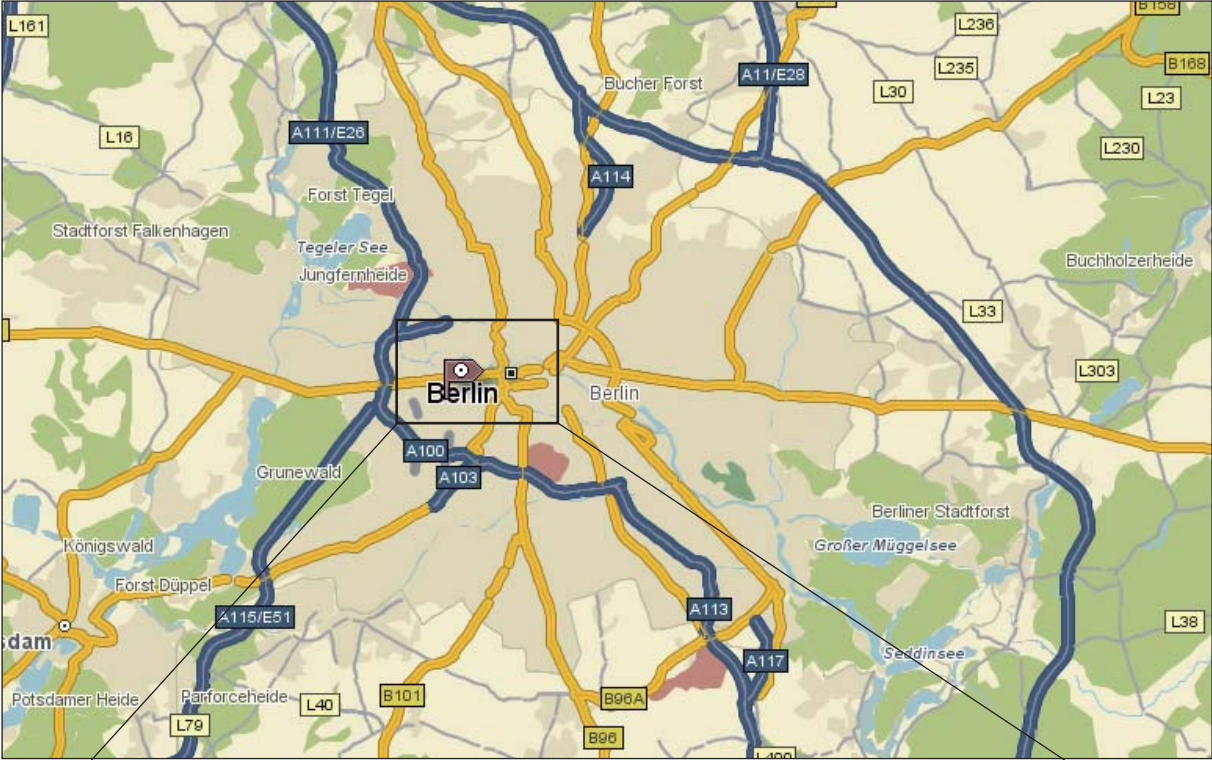 L161
B158
L236
B168
L235
A11/E28
Bucher Forst
L30
L23
A111/E26
L16
L230
A114
Forst Tegel
Stadtforst Falkenhagen
Tegeler See
Buchholzerheide
Jungfernheide
L33
L303
Berlin
Berlin
A100
Grunewald
A103
Berliner Stadtforst
Königswald
Großer Müggelsee
Forst Düppel
A113
A115/E51
L38
sdam
Seddinsee
A117
Potsdamer Heide
Parforceheide
B101
B96A
L40
L79
B96